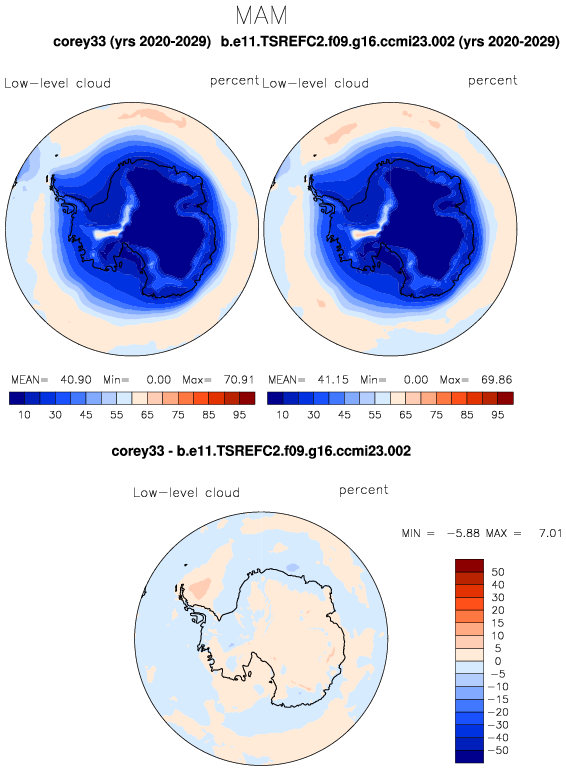 MAM
corey33 (yrs 2020-2029) b.e11.TSREFC2.f09.g16.ccmi23.002 (yrs 2020-2029)
Low-level cloud percent Low-level cloud percent
MEAN= 40.90 Min= 0.00 Max= 70.91 MEAN= 41.15 Min= 0.00 Max= 69.86
10 30 45 55 65 75 85 95 10 30 45 55 65 75 85 95
corey33 - b.e11.TSREFC2.f09.g16.ccmi23.002
Low-level cloud percent
MIN = -5.88 MAX = 7.01
50
40
30
20
15
10
5
0
-5
-10
-15
-20
-30
-40
-50